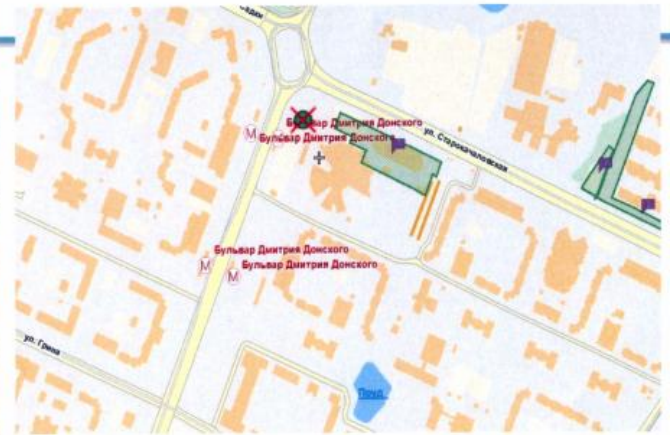 Бульвар Дмитрия Донского
Бульвар Дмитрия Донского
ул. Старокачаловская
Бульвар Дмитрия Донского
Бульвар Дмитрия Донского
ул. Грина
Пруд